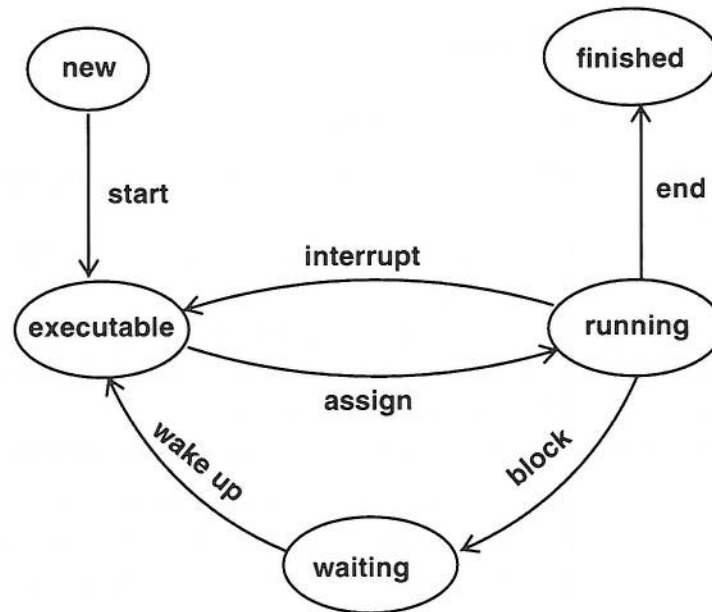 new
finished
start
end
interrupt
executable
running
assign
wake up
block
waiting